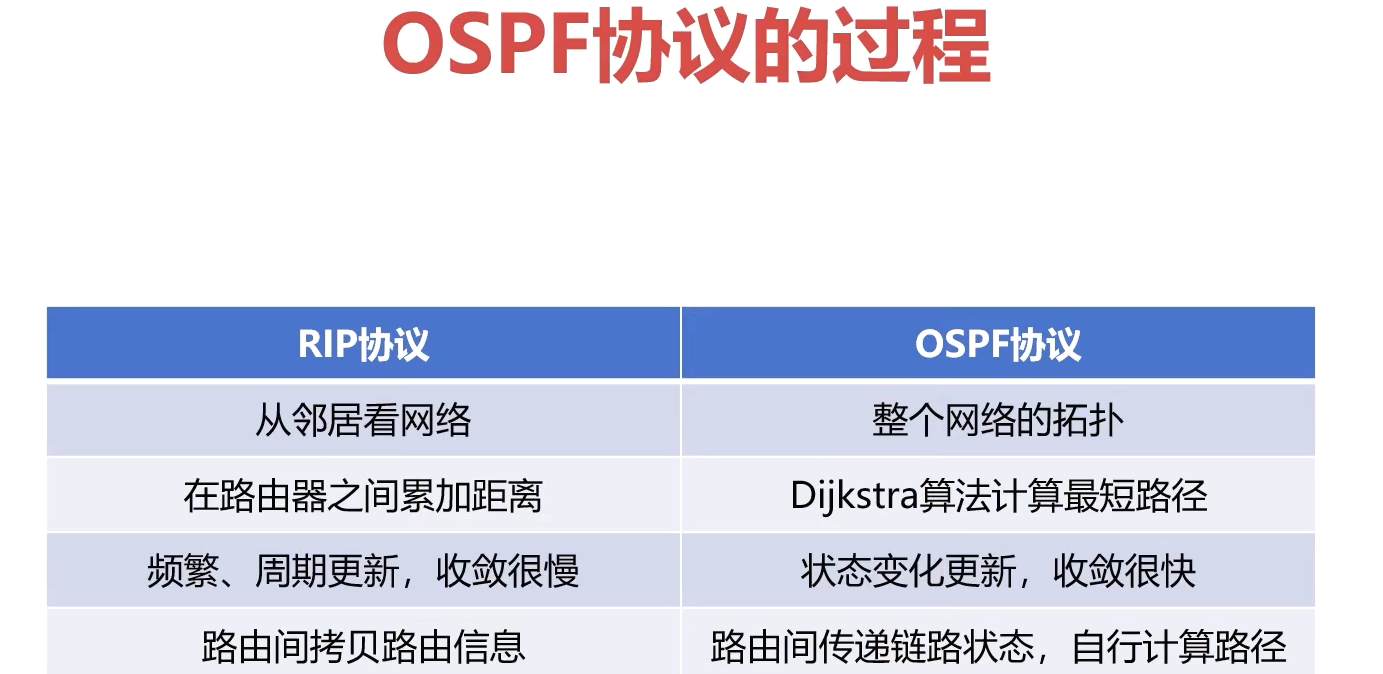 OSPF协议的过程
RIP协议 OSPF协议
从邻居看网络 整个网络的拓扑
在路由器之间累加距离 Dijkstra算法计算最短路径
频繁、周期更新，收敛很慢 状态变化更新，收敛很快
路由间拷贝路由信息 路由间传递链路状态，自行计算路径